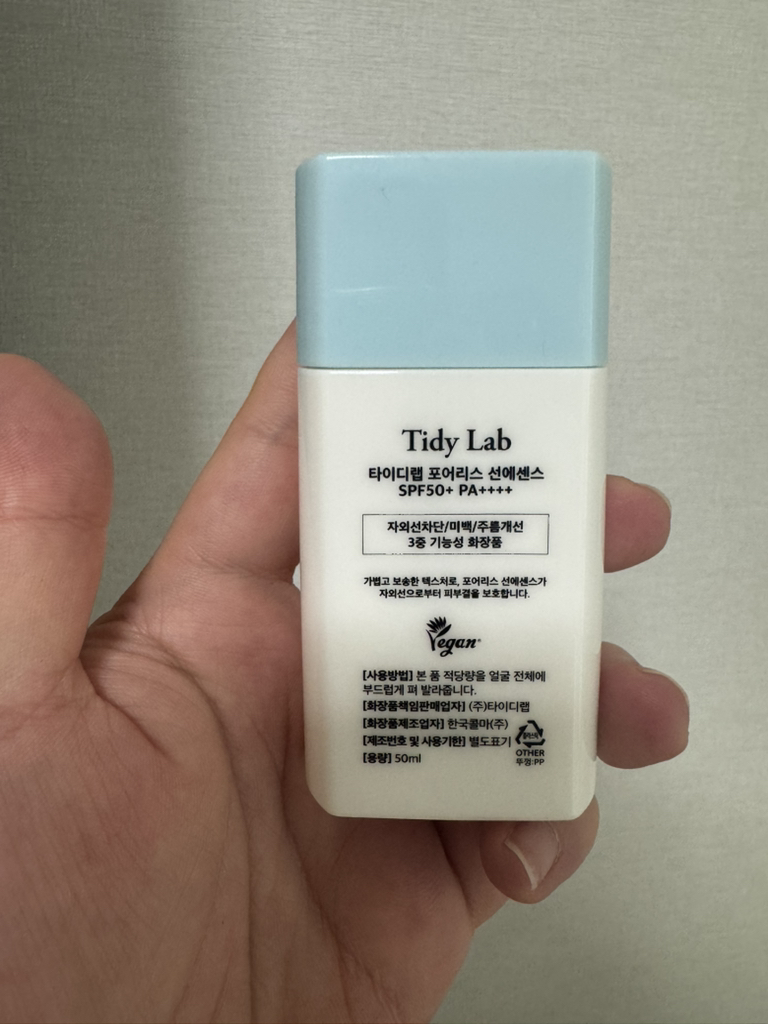 Tidy Lab
타이디랩 포어리스 선에센스
SPF50+ PA++++
자외선차단/미백/주름개선
3중 기능성 화장품
가볍고 보송한 텍스처로, 포어리스 선에센스가
자외선으로부터 피부결을 보호합니다.
Vegan
[사용방법] 본 품 적당량을 얼굴 전체에
부드럽게 펴 발라줍니다.
[화장품책임판매업자] (주)타이디랩
[화장품제조업자] 한국콜마(주)
[제조번호 및 사용기한] 별도표기
[용량] 50ml
OTHER
뚜껑:PP